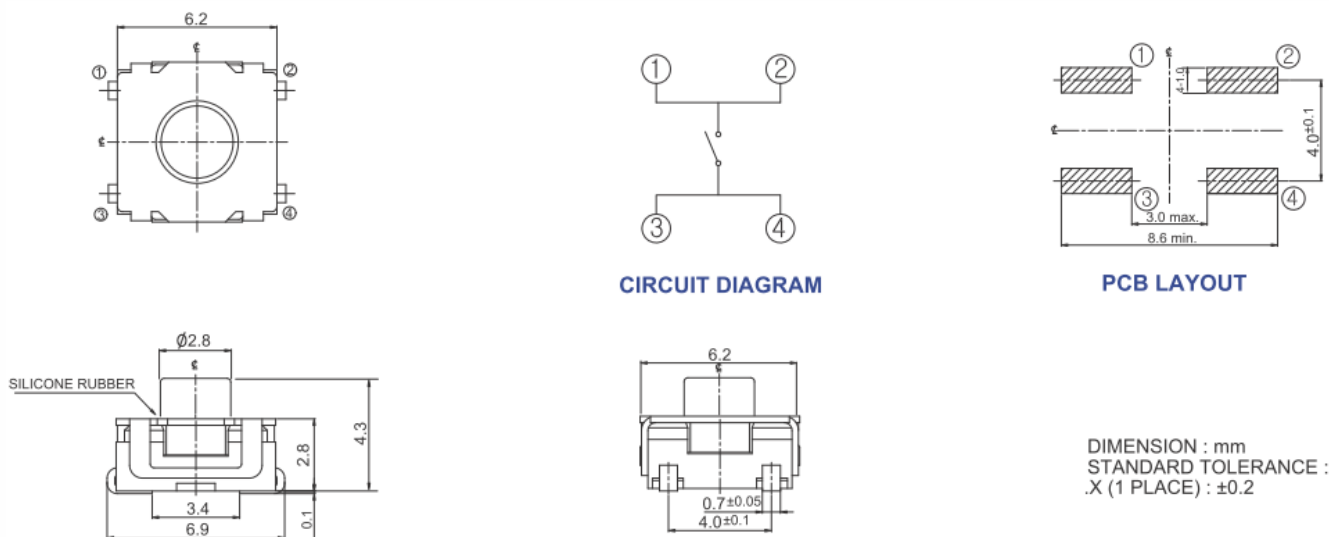 6.2
℄
① ②
℄
③ ④
① ②
③ ④
CIRCUIT DIAGRAM
① ℄ ②
4-1.0
℄
4.0±0.1
③ ④
3.0 max.
8.6 min.
PCB LAYOUT
Ø2.8
℄
SILICONE RUBBER
4.3
2.8
3.4
6.9
0.1
6.2
℄
0.7±0.05
4.0±0.1
DIMENSION : mm
STANDARD TOLERANCE :
.X (1 PLACE) : ±0.2